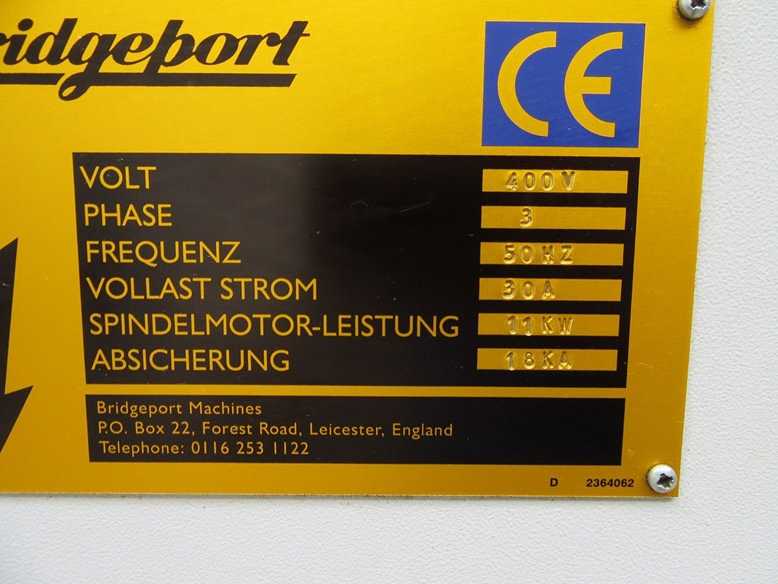 ridgeport
CE
VOLT 400V
PHASE 3
FREQUENZ 50HZ
VOLLAST STROM 30A
SPINDELMOTOR-LEISTUNG 11KW
ABSICHERUNG 18KA
Bridgeport Machines
P.O. Box 22, Forest Road, Leicester, England
Telephone: 0116 253 1122
D 2364062